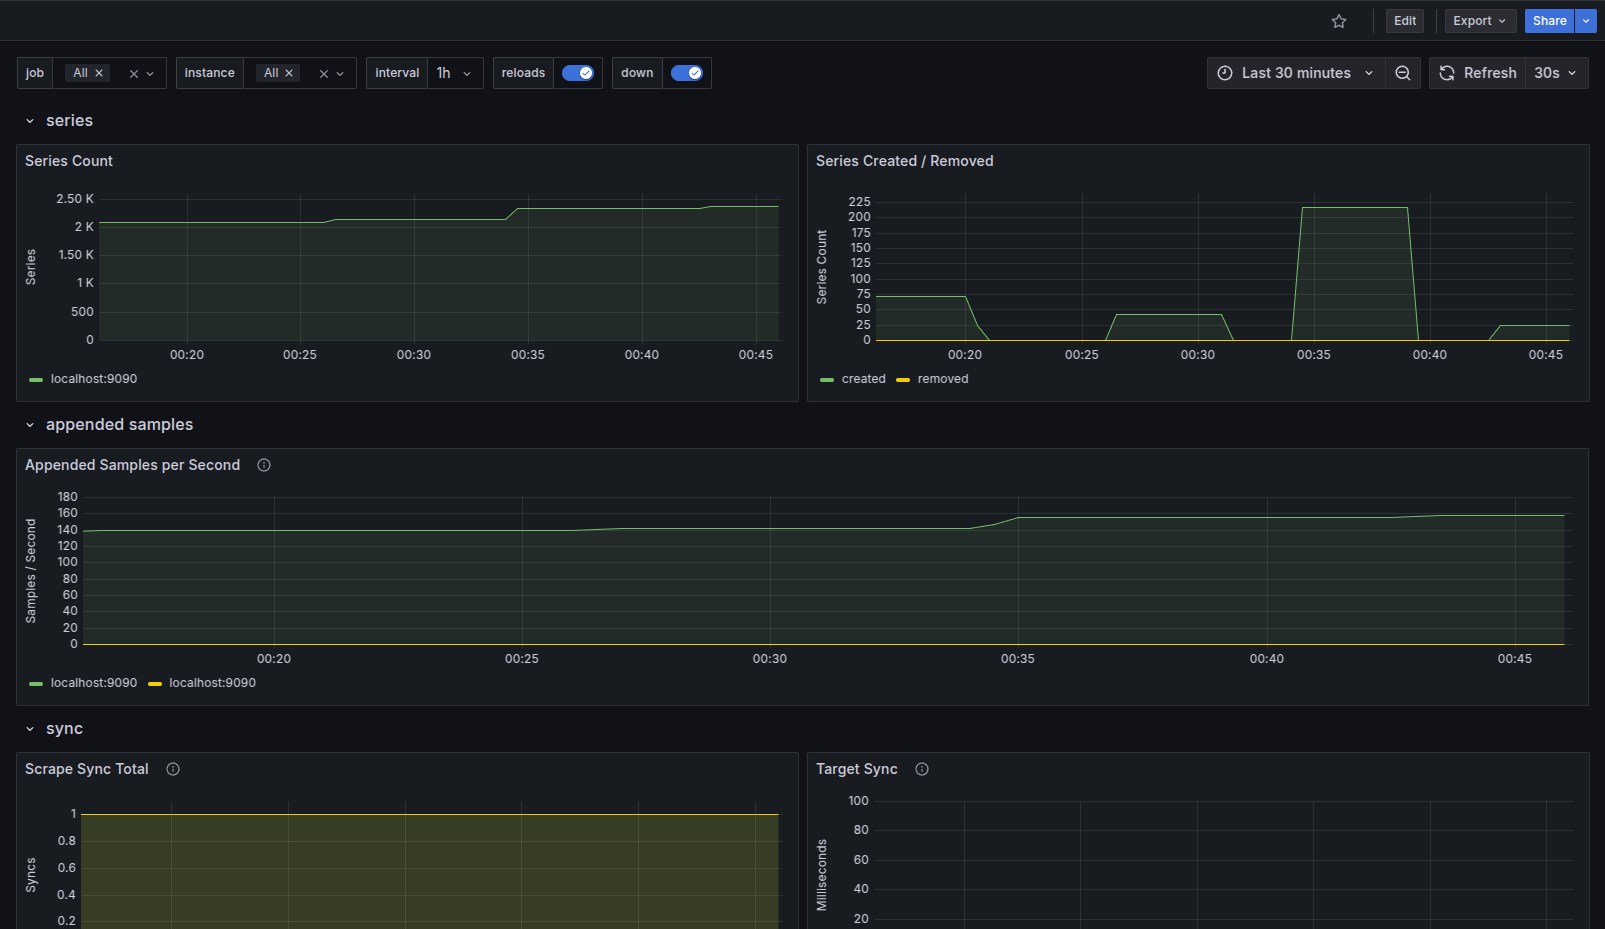 Edit Export Share
job All instance All interval 1h reloads down Last 30 minutes Refresh 30s
series
Series Count
Series
2.50 K
2 K
1.50 K
1 K
500
0
00:20 00:25 00:30 00:35 00:40 00:45
localhost:9090
Series Created / Removed
Series Count
225
200
175
150
125
100
75
50
25
0
00:20 00:25 00:30 00:35 00:40 00:45
created removed
appended samples
Appended Samples per Second
Samples / Second
180
160
140
120
100
80
60
40
20
0
00:20 00:25 00:30 00:35 00:40 00:45
localhost:9090 localhost:9090
sync
Scrape Sync Total
Syncs
1
0.8
0.6
0.4
0.2
Target Sync
Milliseconds
100
80
60
40
20